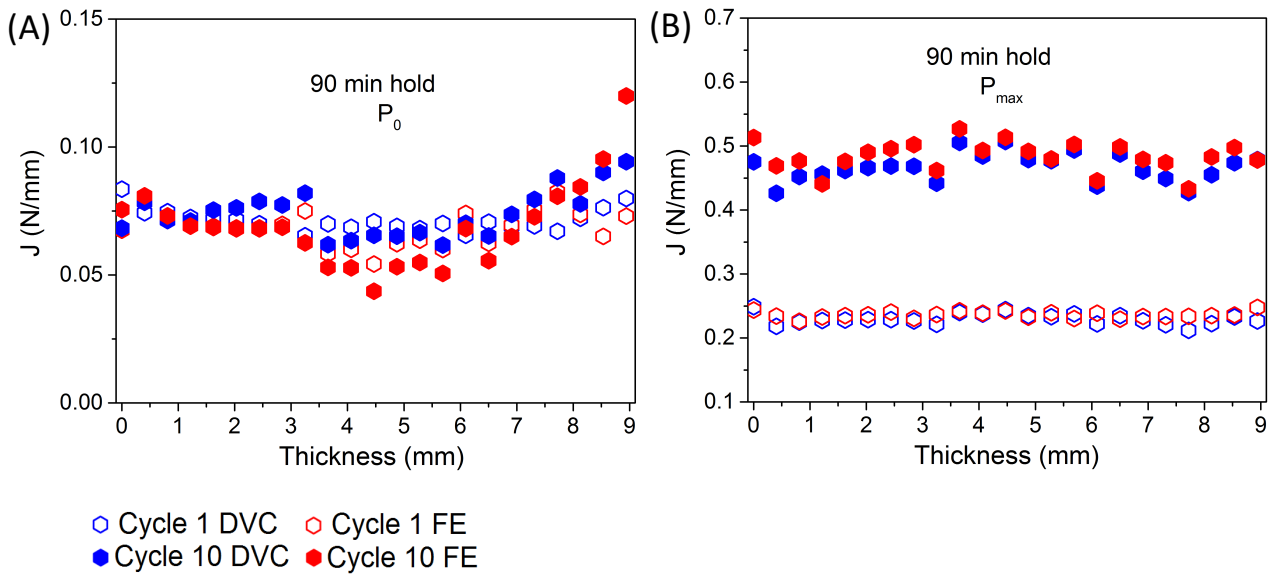 (A)
0.15
0.10
0.05
0.00
J (N/mm)
90 min hold
P0
0 1 2 3 4 5 6 7 8 9
Thickness (mm)
(B)
0.7
0.6
0.5
0.4
0.3
0.2
0.1
J (N/mm)
90 min hold
Pmax
0 1 2 3 4 5 6 7 8 9
Thickness (mm)
Cycle 1 DVC Cycle 1 FE
Cycle 10 DVC Cycle 10 FE